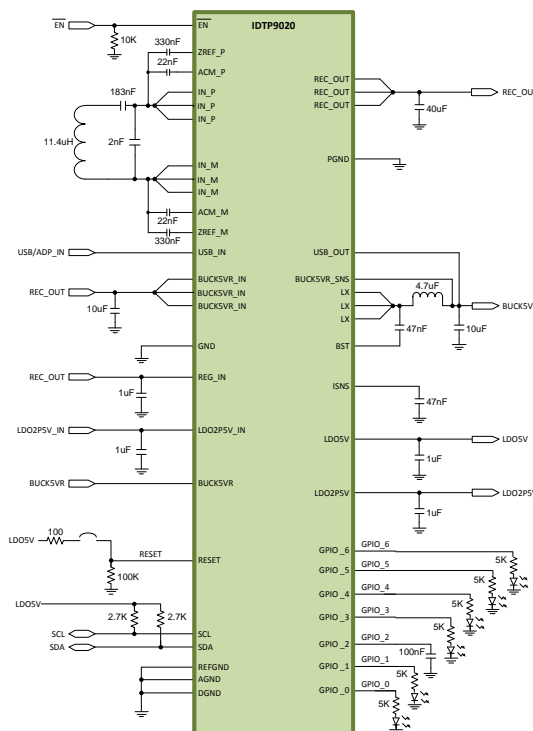 EN
10K
EN
IDTP9020
330nF
ZREF_P
22nF
ACM_P
183nF
IN_P
IN_P
IN_P
11.4uH
2nF
IN_M
IN_M
IN_M
ACM_M
22nF
ZREF_M
330nF
USB/ADP_IN
USB_IN
REC_OUT
BUCK5VR_IN
BUCK5VR_IN
BUCK5VR_IN
10uF
GND
REC_OUT
REG_IN
1uF
LDO2P5V_IN
LDO2P5V_IN
1uF
BUCK5VR
BUCK5VR
LDO5V
100
RESET
RESET
100K
LDO5V
2.7K
2.7K
SCL
SCL
SDA
SDA
REFGND
AGND
DGND
REC_OUT
REC_OUT
REC_OUT
REC_OU
40uF
PGND
USB_OUT
BUCK5VR_SNS
4.7uF
LX
LX
LX
BUCK5V
47nF
10uF
BST
ISNS
47nF
LDO5V
LDO5V
1uF
LDO2P5V
LDO2P5V
1uF
GPIO_6
GPIO_6
5K
GPIO_5
GPIO_5
5K
GPIO_4
GPIO_4
5K
GPIO_3
GPIO_3
5K
GPIO_2
GPIO_2
100nF
GPIO_1
GPIO_1
5K
GPIO_0
GPIO_0
5K